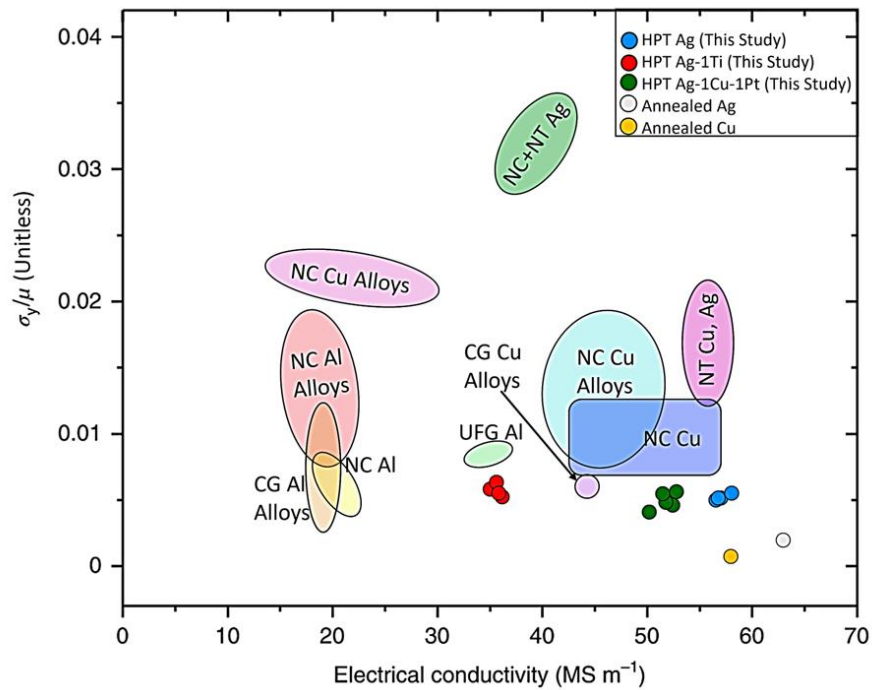 0.04
0.03
0.02
0.01
0
σy/μ (Unitless)
HPT Ag (This Study)
HPT Ag-1Ti (This Study)
HPT Ag-1Cu-1Pt (This Study)
Annealed Ag
Annealed Cu
NC+NT Ag
NC Cu Alloys
NC Al
Alloys
CG Al
Alloys
NC Al
UFG Al
CG Cu
Alloys
NC Cu
Alloys
NC Cu
NT Cu, Ag
0
10
20
30
40
50
60
70
Electrical conductivity (MS m⁻¹)